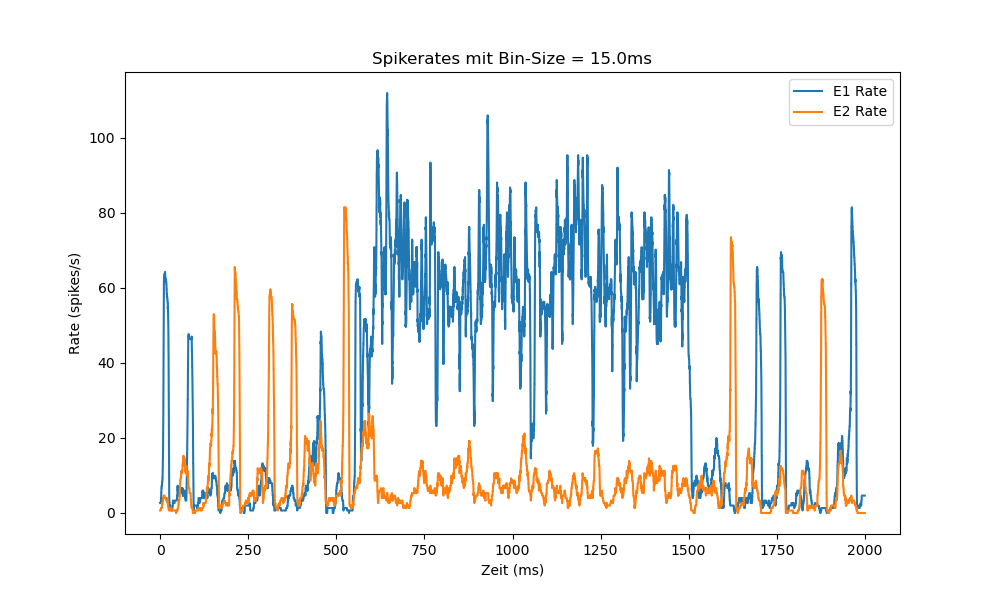 Spikerates mit Bin-Size = 15.0ms
E1 Rate
E2 Rate
Rate (spikes/s)
100
80
60
40
20
0
0 250 500 750 1000 1250 1500 1750 2000
Zeit (ms)